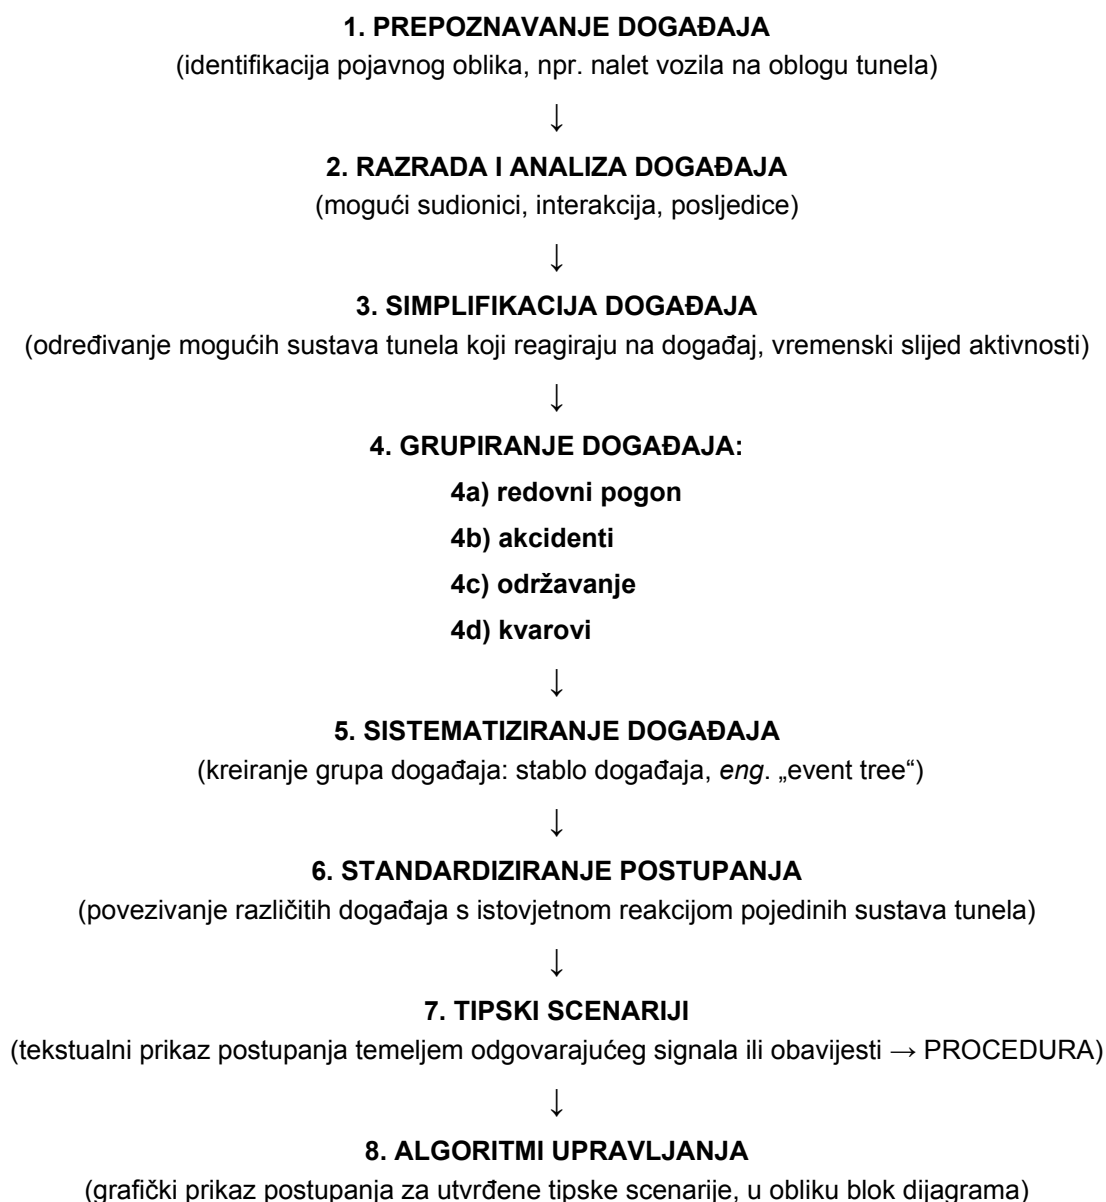 1. PREPOZNAVANJE DOGAĐAJA
(identifikacija pojavnog oblika, npr. nalet vozila na oblogu tunela)
↓
2. RAZRADA I ANALIZA DOGAĐAJA
(mogući sudionici, interakcija, posljedice)
↓
3. SIMPLIFIKACIJA DOGAĐAJA
(određivanje mogućih sustava tunela koji reagiraju na događaj, vremenski slijed aktivnosti)
↓
4. GRUPIRANJE DOGAĐAJA:
4a) redovni pogon
4b) akcidenti
4c) održavanje
4d) kvarovi
↓
5. SISTEMATIZIRANJE DOGAĐAJA
(kreiranje grupa događaja: stablo događaja, eng. „event tree“)
↓
6. STANDARDIZIRANJE POSTUPANJA
(povezivanje različitih događaja s istovjetnom reakcijom pojedinih sustava tunela)
↓
7. TIPSKI SCENARIJI
(tekstualni prikaz postupanja temeljem odgovarajućeg signala ili obavijesti → PROCEDURA)
↓
8. ALGORITMI UPRAVLJANJA
(grafički prikaz postupanja za utvrđene tipske scenarije, u obliku blok dijagrama)